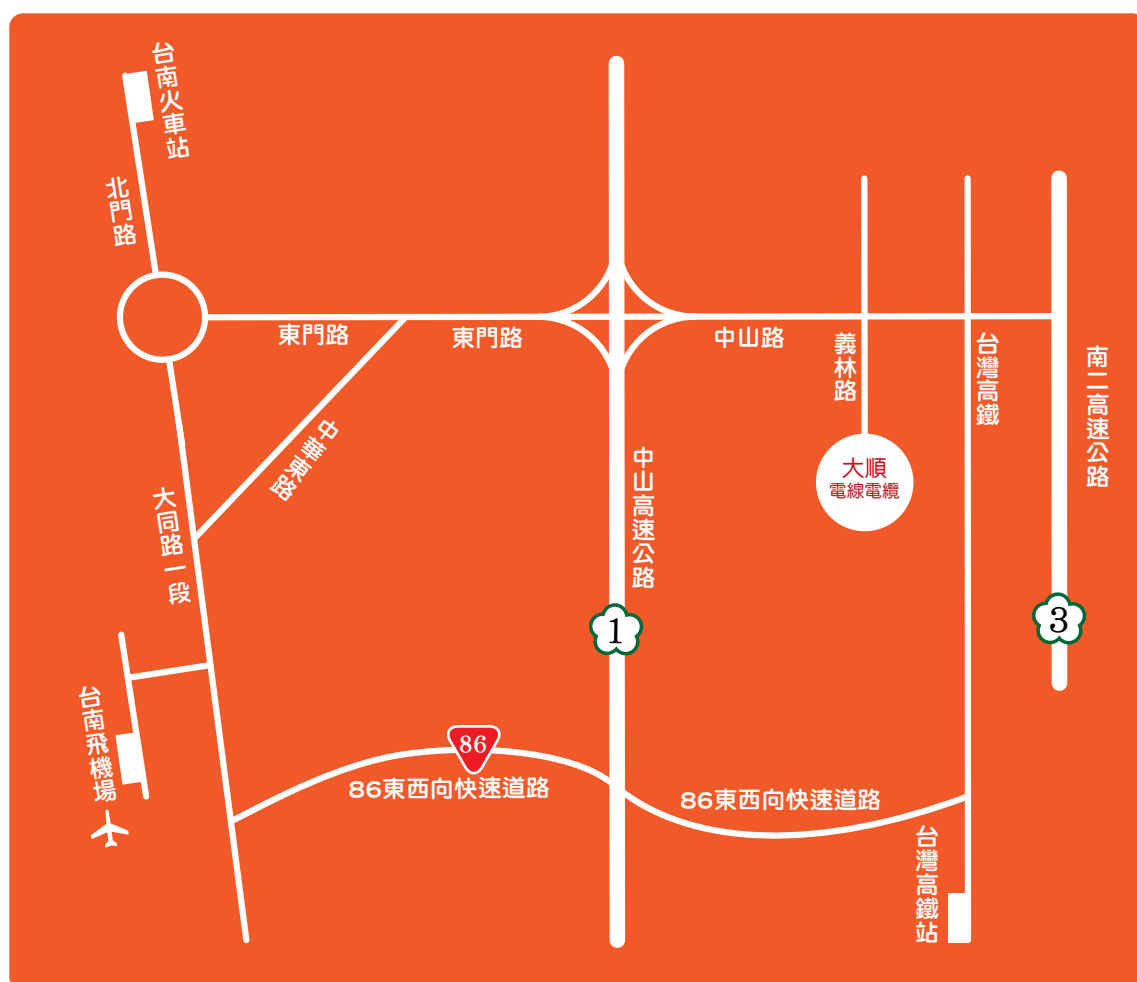 台南火車站
北門路
東門路
東門路
中山路
義林路
台灣高鐵
南二高速公路
中華東路
中山高速公路
大順
電線電纜
大同路一段
1
3
台南飛機場
86
86東西向快速道路
86東西向快速道路
台灣高鐵站